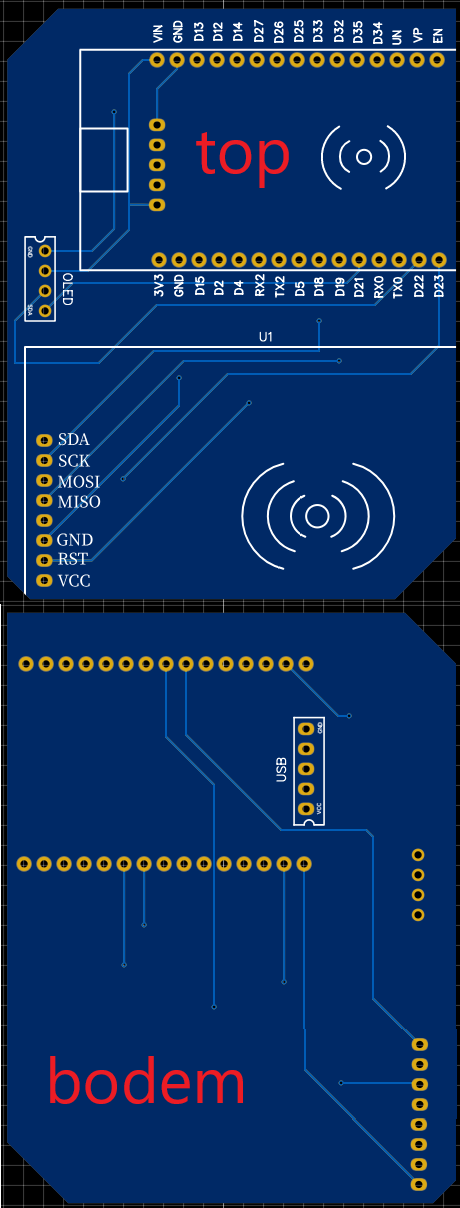 VIN GND D13 D12 D14 D27 D26 D25 D33 D32 D35 D34 UN VP EN
top
GND
OLED
SDA
3V3 GND D15 D2 D4 RX2 TX2 D5 D18 D19 D21 RX0 TX0 D22 D23
U1
SDA
SCK
MOSI
MISO
GND
RST
VCC
GND
USB
VCC
bodem